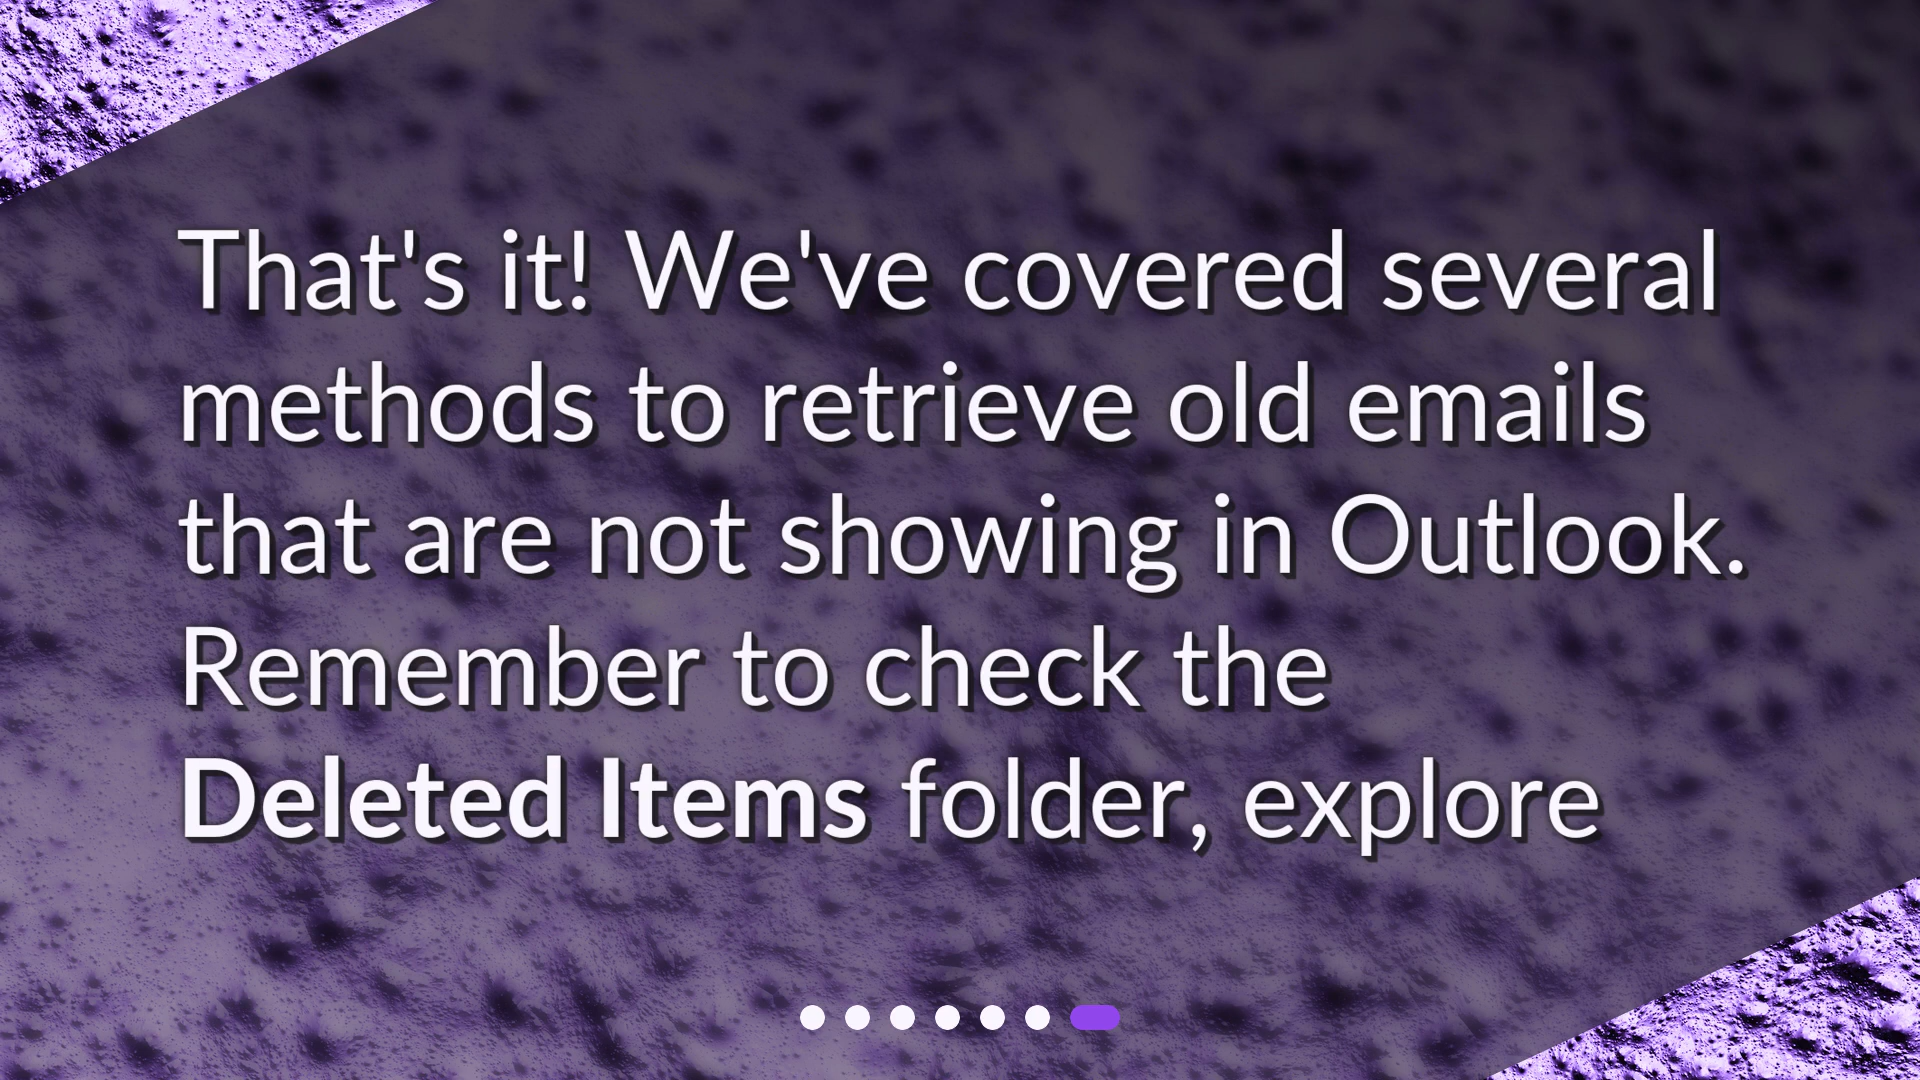 That's it! We've covered several
methods to retrieve old emails
that are not showing in Outlook.
Remember to check the
Deleted Items folder, explore